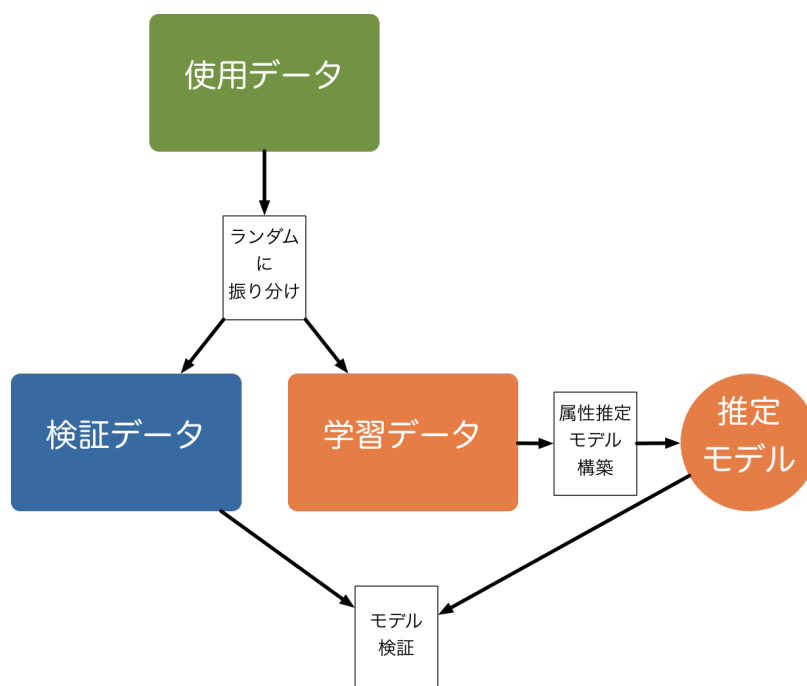 使用データ
ランダム
に
振り分け
検証データ
学習データ
属性推定
モデル
構築
推定
モデル
モデル
検証